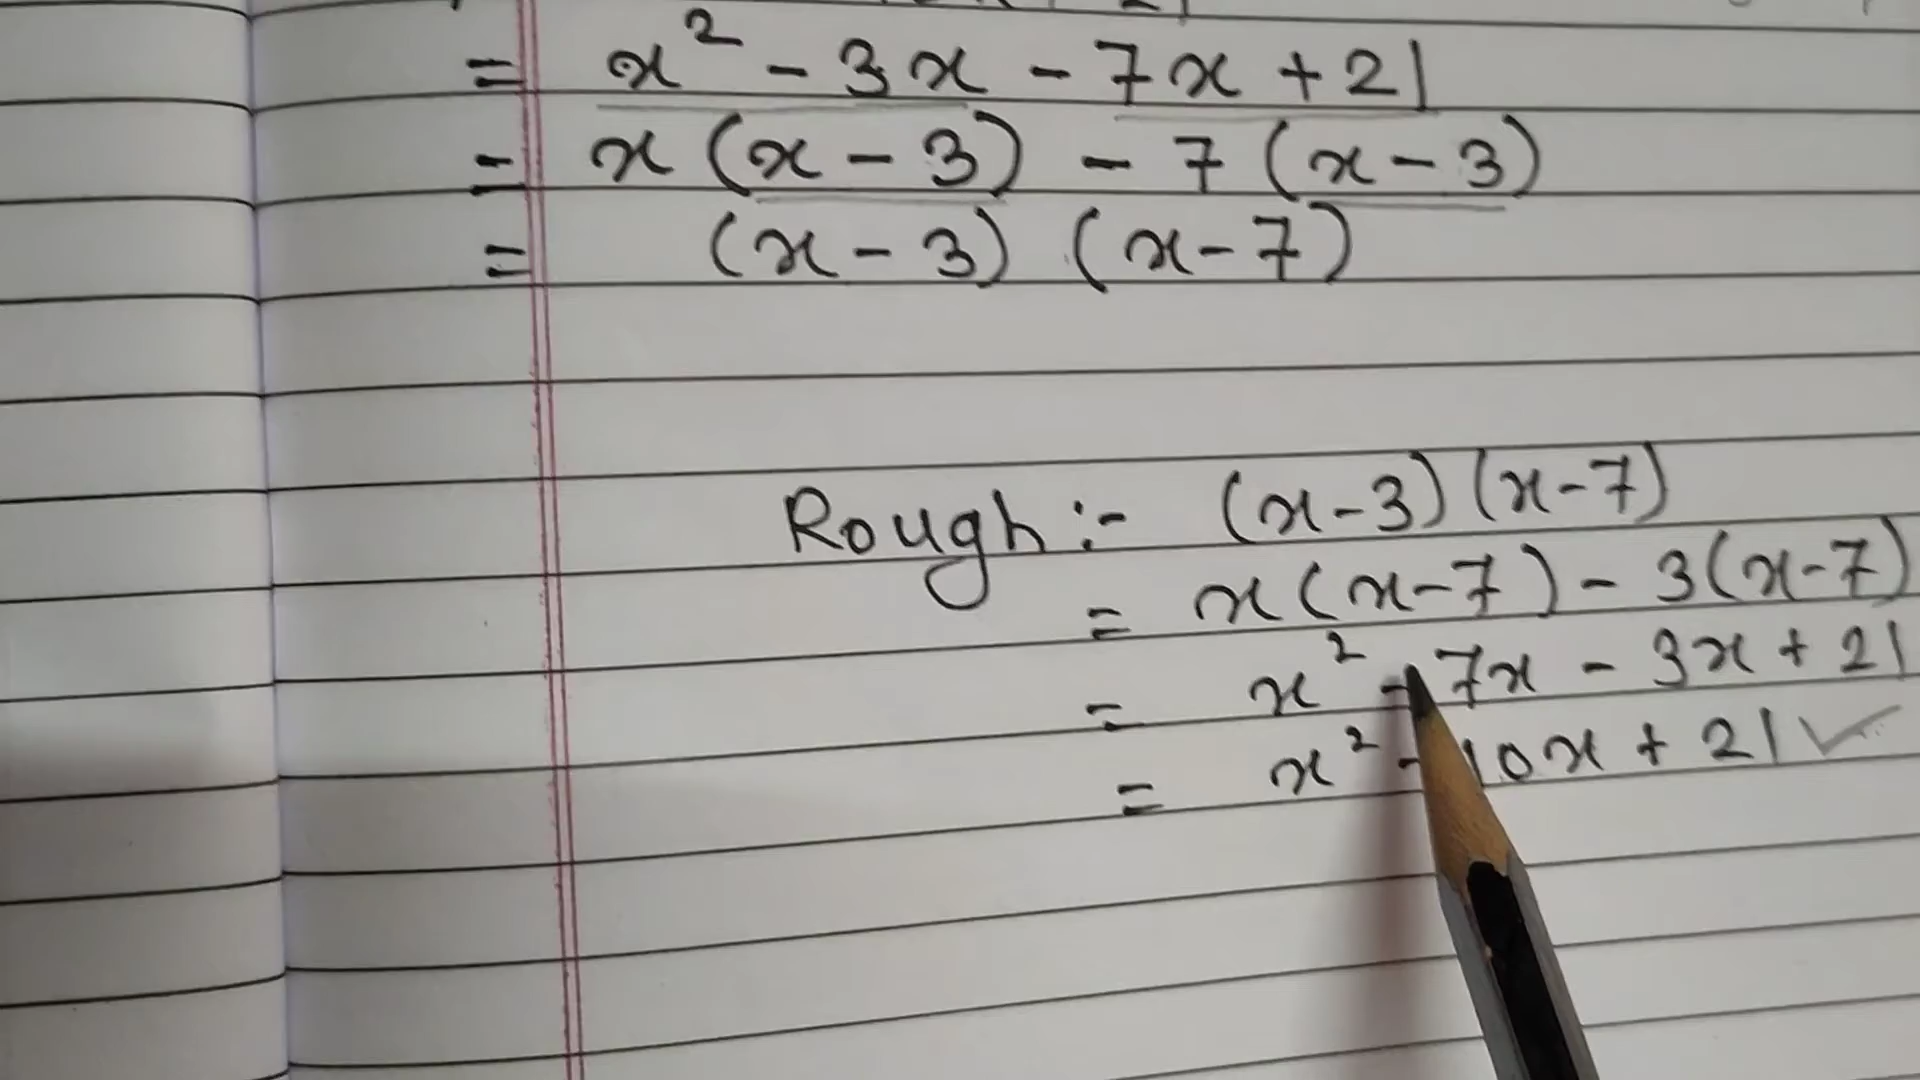 = x² - 3x - 7x + 21
= x (x - 3) - 7 (x - 3)
= (x - 3) (x - 7)
Rough :- (x - 3) (x - 7)
= x (x - 7) - 3 (x - 7)
= x² - 7x - 3x + 21
= x² - 10x + 21 ✓